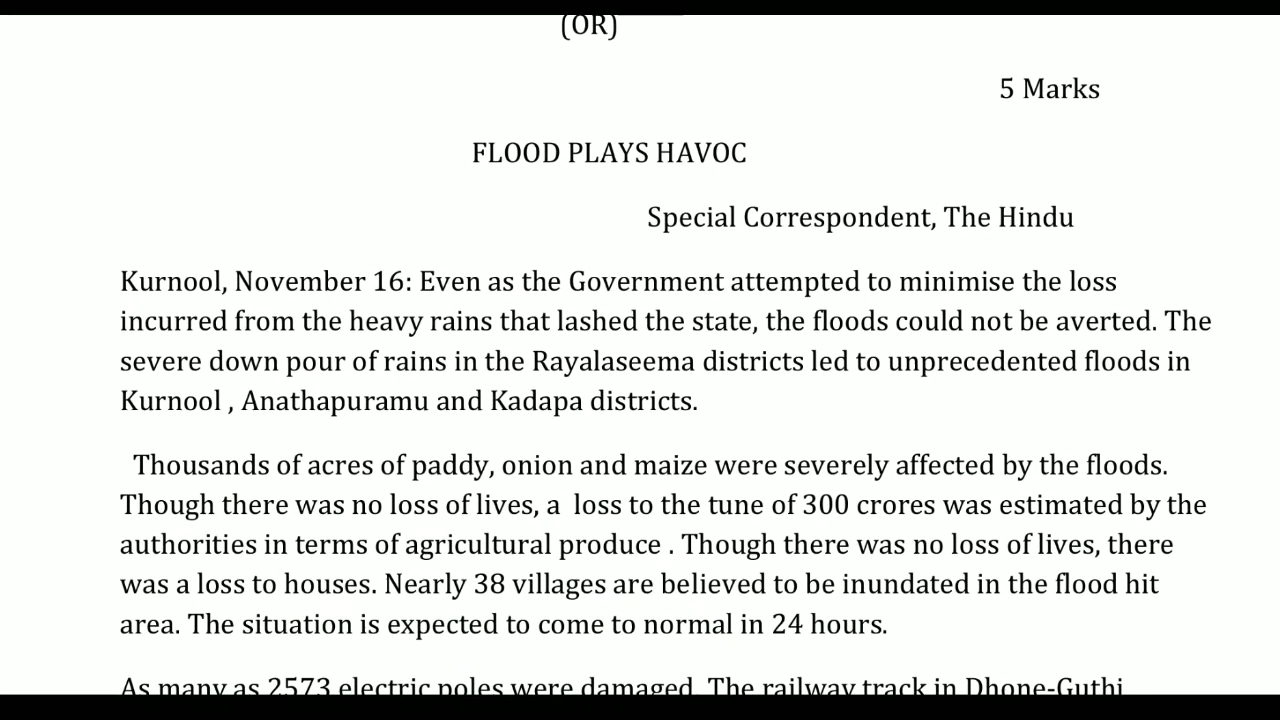 (OR)
5 Marks
FLOOD PLAYS HAVOC
Special Correspondent, The Hindu
Kurnool, November 16: Even as the Government attempted to minimise the loss
incurred from the heavy rains that lashed the state, the floods could not be averted. The
severe down pour of rains in the Rayalaseema districts led to unprecedented floods in
Kurnool , Anathapuramu and Kadapa districts.
Thousands of acres of paddy, onion and maize were severely affected by the floods.
Though there was no loss of lives, a  loss to the tune of 300 crores was estimated by the
authorities in terms of agricultural produce . Though there was no loss of lives, there
was a loss to houses. Nearly 38 villages are believed to be inundated in the flood hit
area. The situation is expected to come to normal in 24 hours.
As many as 2573 electric poles were damaged. The railway track in Dhone-Guthi